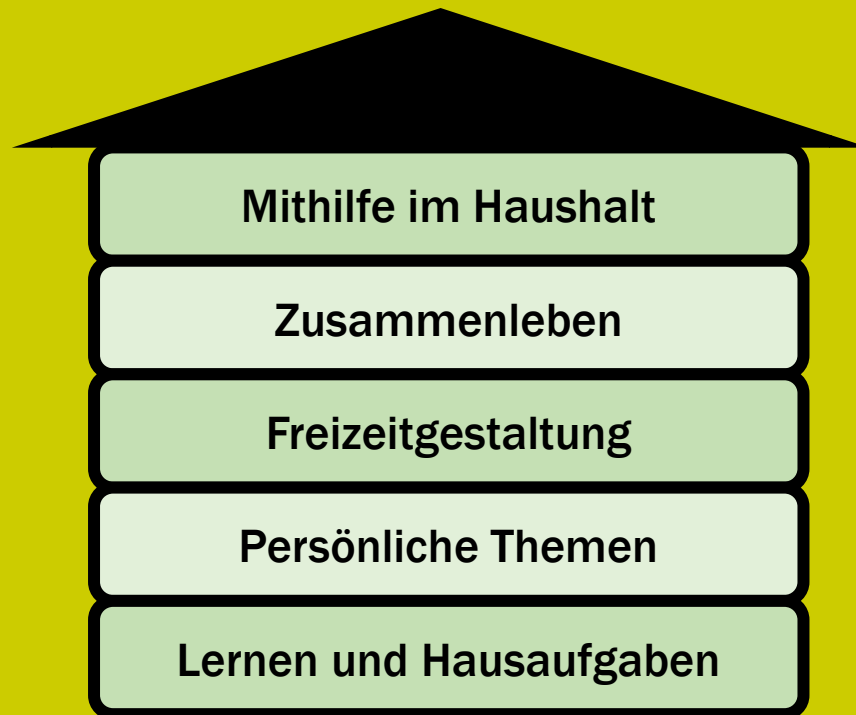 Mithilfe im Haushalt
Zusammenleben
Freizeitgestaltung
Persönliche Themen
Lernen und Hausaufgaben